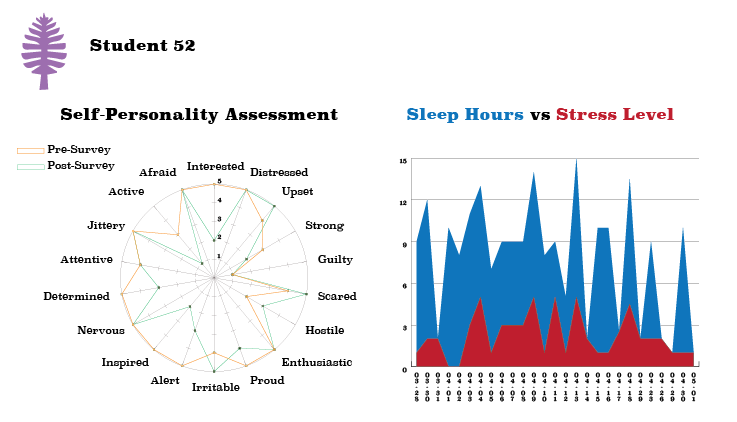 Student 52
Self-Personality Assessment
Sleep Hours vs Stress Level
Pre-Survey
Post-Survey
Interested
Distressed
Upset
Strong
Guilty
Scared
Hostile
Enthusiastic
Proud
Irritable
Alert
Inspired
Nervous
Determined
Attentive
Jittery
Active
Afraid
5
4
3
2
1
15
12
9
6
3
0
03-28
03-30
03-31
04-01
04-02
04-03
04-04
04-05
04-06
04-07
04-08
04-09
04-10
04-11
04-12
04-13
04-14
04-15
04-16
04-17
04-18
04-19
04-23
04-26
04-29
04-30
05-01